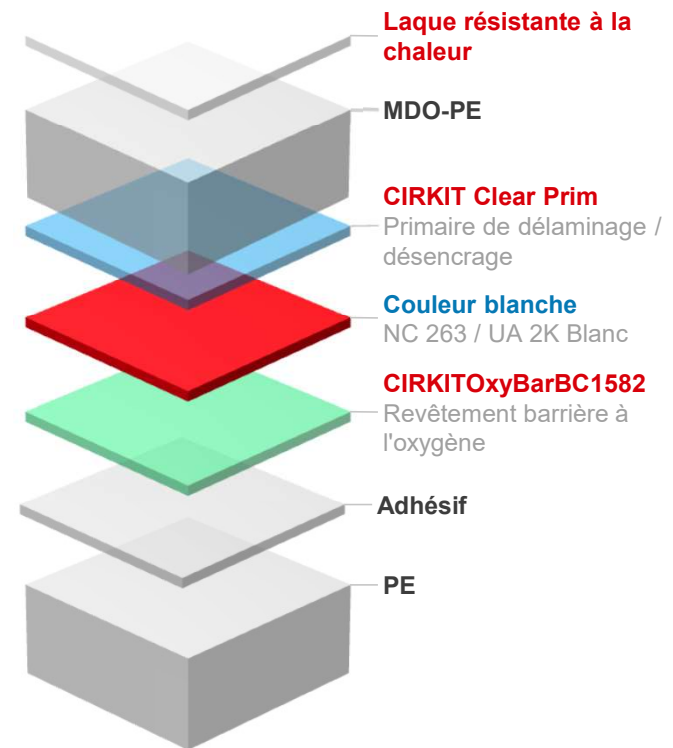 Laque résistante à la
chaleur
MDO-PE
CIRKIT Clear Prim
Primaire de délaminage /
désencrage
Couleur blanche
NC 263 / UA 2K Blanc
CIRKITOxyBarBC1582
Revêtement barrière à
l'oxygène
Adhésif
PE